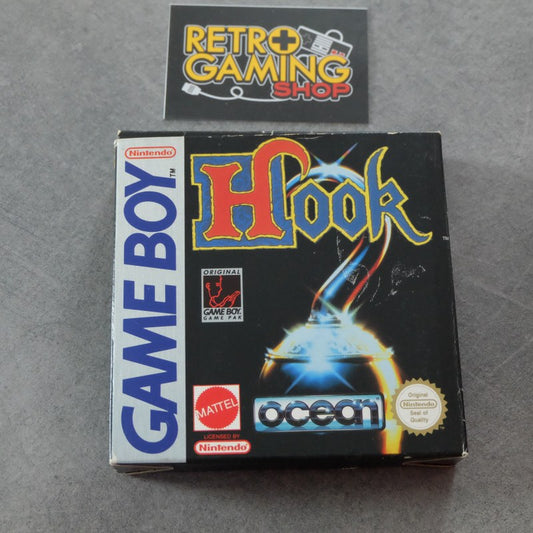 RETRO
GAMING
SHOP
Nintendo
GAME BOY
TM
Hook
TM
ORIGINAL
GAME BOY
GAME PAK
MATTEL
LICENSED BY
Nintendo
ocean
Original
Nintendo
Seal of
Quality